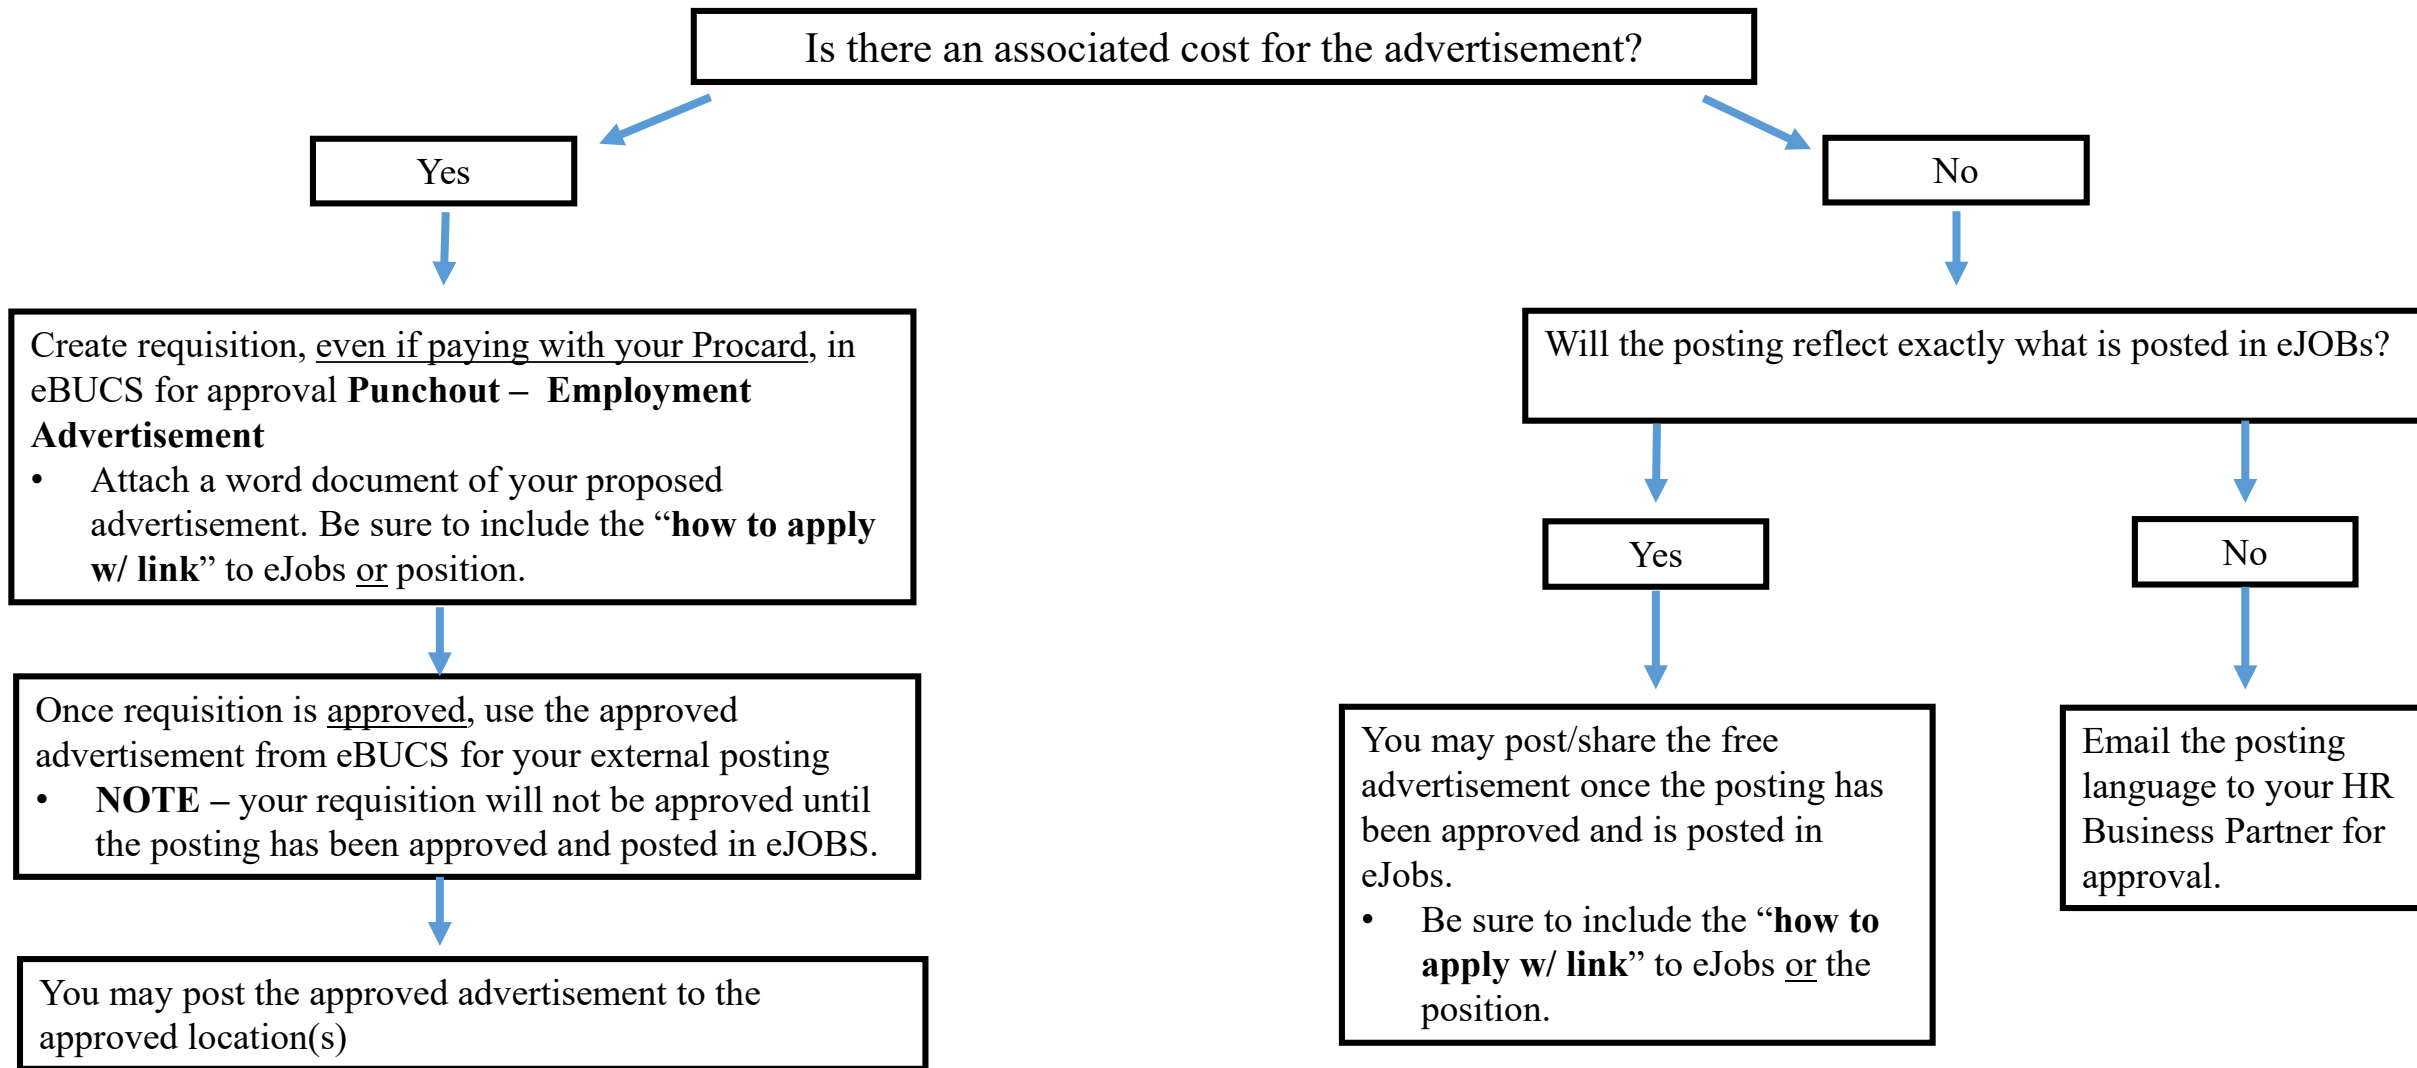 Is there an associated cost for the advertisement?
Yes
No
Create requisition, even if paying with your Procard, in
eBUCS for approval Punchout – Employment
Advertisement
• Attach a word document of your proposed
advertisement. Be sure to include the “how to apply
w/ link” to eJobs or position.
Once requisition is approved, use the approved
advertisement from eBUCS for your external posting
• NOTE – your requisition will not be approved until
the posting has been approved and posted in eJOBS.
You may post the approved advertisement to the
approved location(s)
Will the posting reflect exactly what is posted in eJOBs?
Yes
No
You may post/share the free
advertisement once the posting has
been approved and is posted in
eJobs.
• Be sure to include the “how to
apply w/ link” to eJobs or the
position.
Email the posting
language to your HR
Business Partner for
approval.